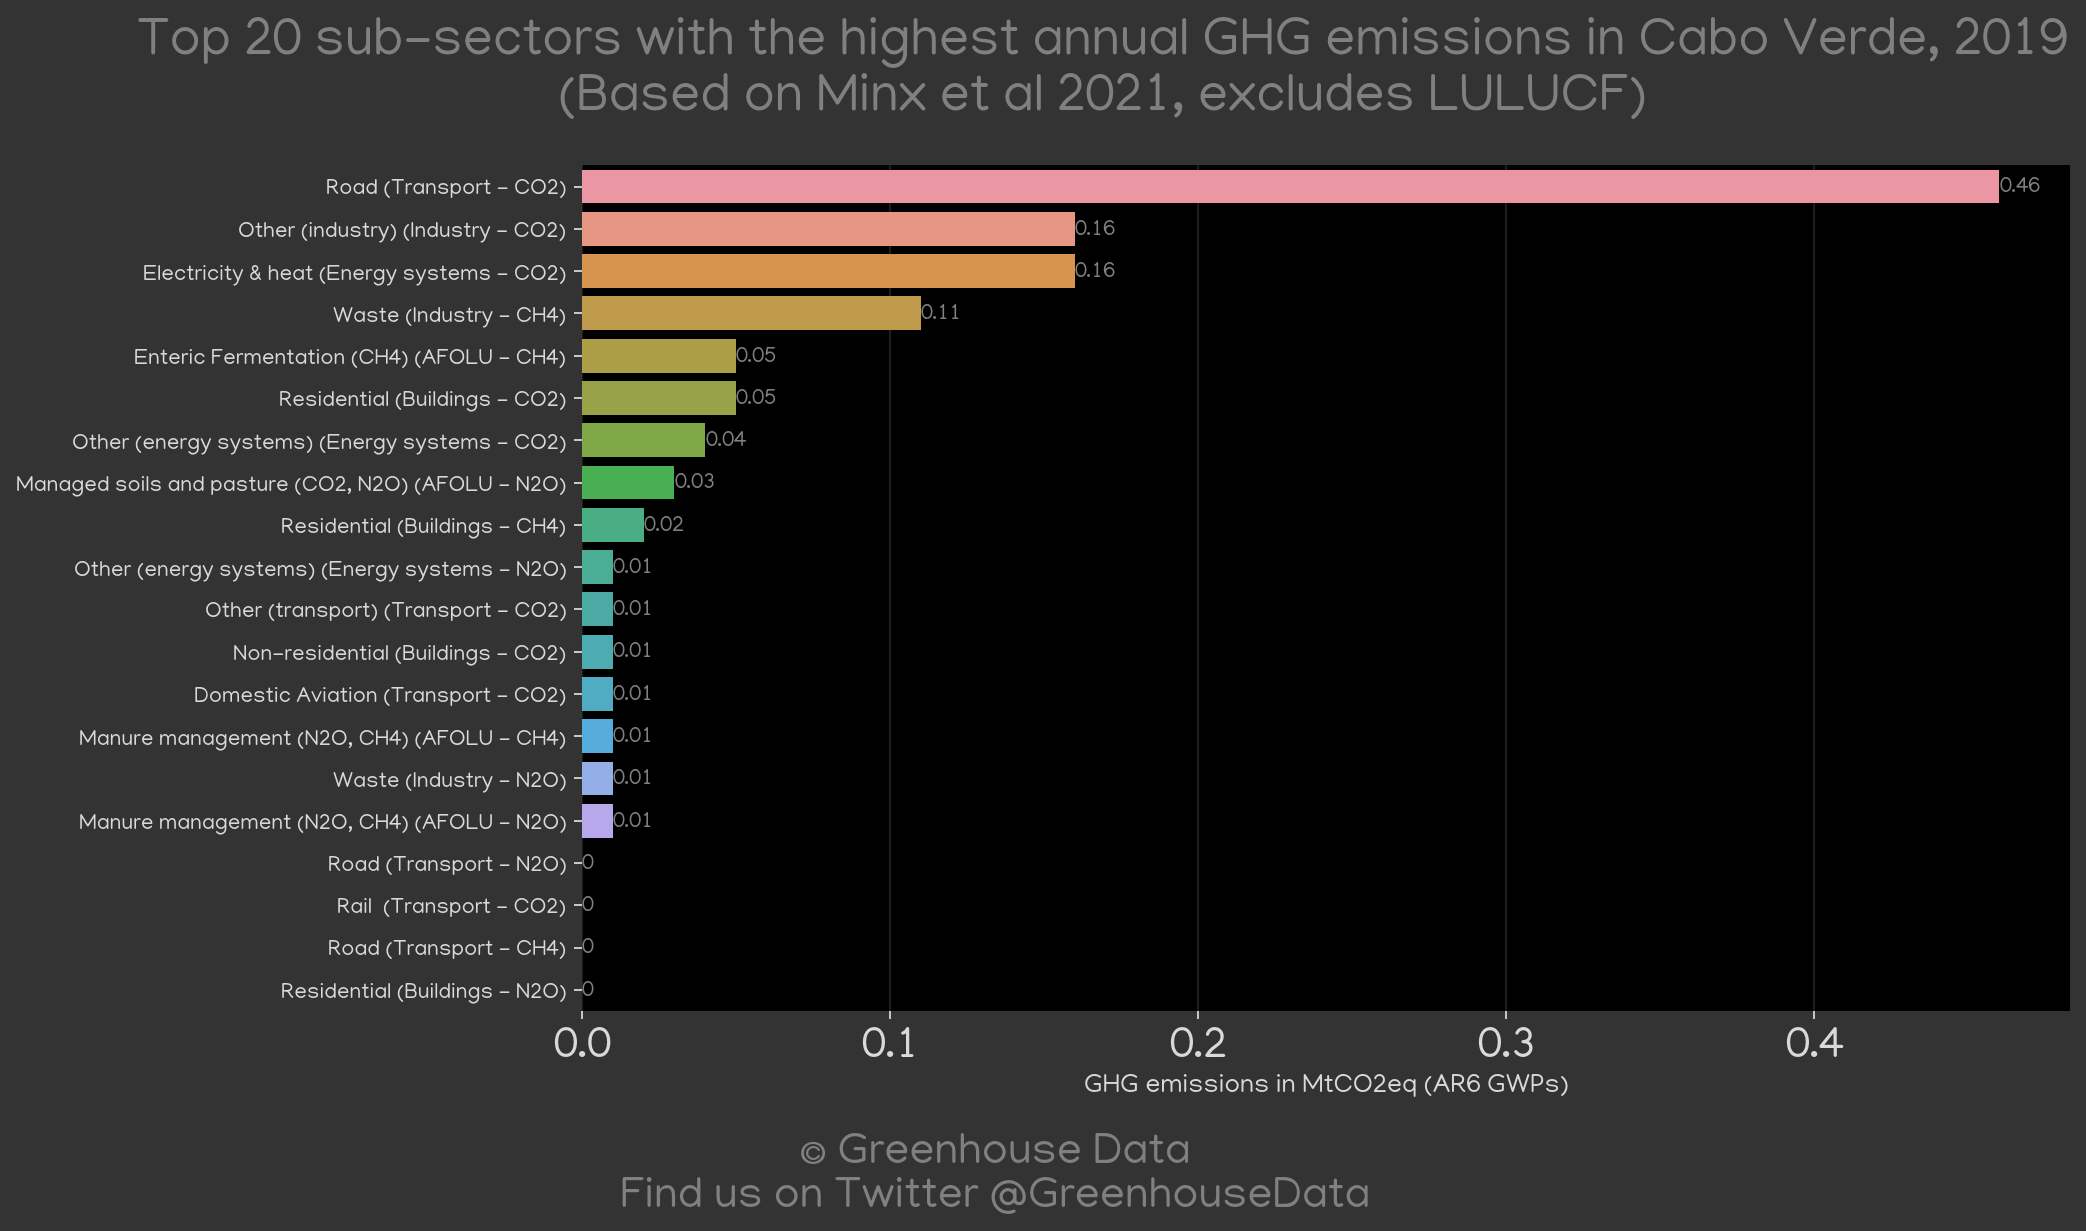 Top 20 sub-sectors with the highest annual GHG emissions in Cabo Verde, 2019
(Based on Minx et al 2021, excludes LULUCF)
Road (Transport - CO2) 0.46
Other (industry) (Industry - CO2) 0.16
Electricity & heat (Energy systems - CO2) 0.16
Waste (Industry - CH4) 0.11
Enteric Fermentation (CH4) (AFOLU - CH4) 0.05
Residential (Buildings - CO2) 0.05
Other (energy systems) (Energy systems - CO2) 0.04
Managed soils and pasture (CO2, N2O) (AFOLU - N2O) 0.03
Residential (Buildings - CH4) 0.02
Other (energy systems) (Energy systems - N2O) 0.01
Other (transport) (Transport - CO2) 0.01
Non-residential (Buildings - CO2) 0.01
Domestic Aviation (Transport - CO2) 0.01
Manure management (N2O, CH4) (AFOLU - CH4) 0.01
Waste (Industry - N2O) 0.01
Manure management (N2O, CH4) (AFOLU - N2O) 0.01
Road (Transport - N2O) 0
Rail (Transport - CO2) 0
Road (Transport - CH4) 0
Residential (Buildings - N2O) 0
0.0 0.1 0.2 0.3 0.4
GHG emissions in MtCO2eq (AR6 GWPs)
© Greenhouse Data
Find us on Twitter @GreenhouseData